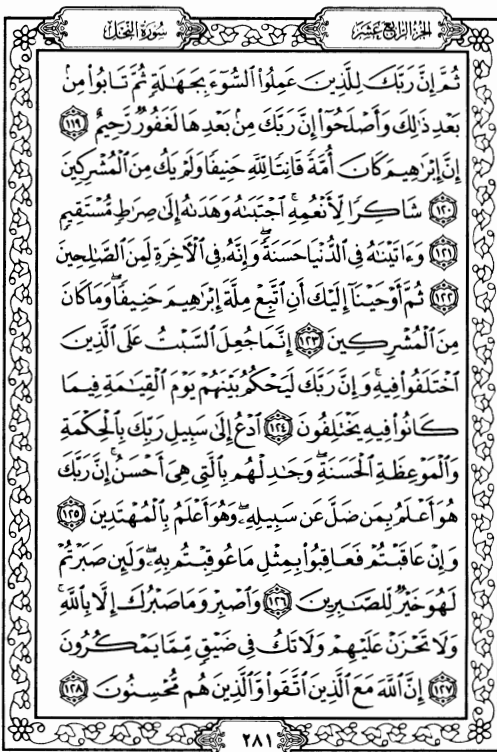 الجزء الرابع عشر
سورة النحل
ثُمَّ إِنَّ رَبَّكَ لِلَّذِينَ عَمِلُوا۟ ٱلسُّوٓءَ بِجَهَـٰلَةٍ ثُمَّ تَابُوا۟ مِنۢ
بَعْدِ ذَٰلِكَ وَأَصْلَحُوٓا۟ إِنَّ رَبَّكَ مِنۢ بَعْدِهَا لَغَفُورٌ رَّحِيمٌ ١١٩
إِنَّ إِبْرَٰهِيمَ كَانَ أُمَّةً قَانِتًا لِّلَّهِ حَنِيفًا وَلَمْ يَكُ مِنَ ٱلْمُشْرِكِينَ
١٢٠ شَاكِرًا لِّأَنْعُمِهِ ۚ ٱجْتَبَىٰهُ وَهَدَىٰهُ إِلَىٰ صِرَٰطٍ مُّسْتَقِيمٍ
١٢١ وَءَاتَيْنَـٰهُ فِى ٱلدُّنْيَا حَسَنَةً ۖ وَإِنَّهُۥ فِى ٱلْـَٔاخِرَةِ لَمِنَ ٱلصَّـٰلِحِينَ
١٢٢ ثُمَّ أَوْحَيْنَآ إِلَيْكَ أَنِ ٱتَّبِعْ مِلَّةَ إِبْرَٰهِيمَ حَنِيفًا ۖ وَمَا كَانَ
مِنَ ٱلْمُشْرِكِينَ ١٢٣ إِنَّمَا جُعِلَ ٱلسَّبْتُ عَلَى ٱلَّذِينَ
ٱخْتَلَفُوا۟ فِيهِ ۚ وَإِنَّ رَبَّكَ لَيَحْكُمُ بَيْنَهُمْ يَوْمَ ٱلْقِيَـٰمَةِ فِيمَا
كَانُوا۟ فِيهِ يَخْتَلِفُونَ ١٢٤ ٱدْعُ إِلَىٰ سَبِيلِ رَبِّكَ بِٱلْحِكْمَةِ
وَٱلْمَوْعِظَةِ ٱلْحَسَنَةِ ۖ وَجَـٰدِلْهُم بِٱلَّتِى هِىَ أَحْسَنُ ۚ إِنَّ رَبَّكَ
هُوَ أَعْلَمُ بِمَن ضَلَّ عَن سَبِيلِهِۦ ۖ وَهُوَ أَعْلَمُ بِٱلْمُهْتَدِينَ ١٢٥
وَإِنْ عَاقَبْتُمْ فَعَاقِبُوا۟ بِمِثْلِ مَا عُوقِبْتُم بِهِۦ ۖ وَلَئِن صَبَرْتُمْ
لَهُوَ خَيْرٌ لِّلصَّـٰبِرِينَ ١٢٦ وَٱصْبِرْ وَمَا صَبْرُكَ إِلَّا بِٱللَّهِ ۚ
وَلَا تَحْزَنْ عَلَيْهِمْ وَلَا تَكُ فِى ضَيْقٍ مِّمَّا يَمْكُرُونَ
١٢٧ إِنَّ ٱللَّهَ مَعَ ٱلَّذِينَ ٱتَّقَوا۟ وَّٱلَّذِينَ هُم مُّحْسِنُونَ ١٢٨
٢٨١